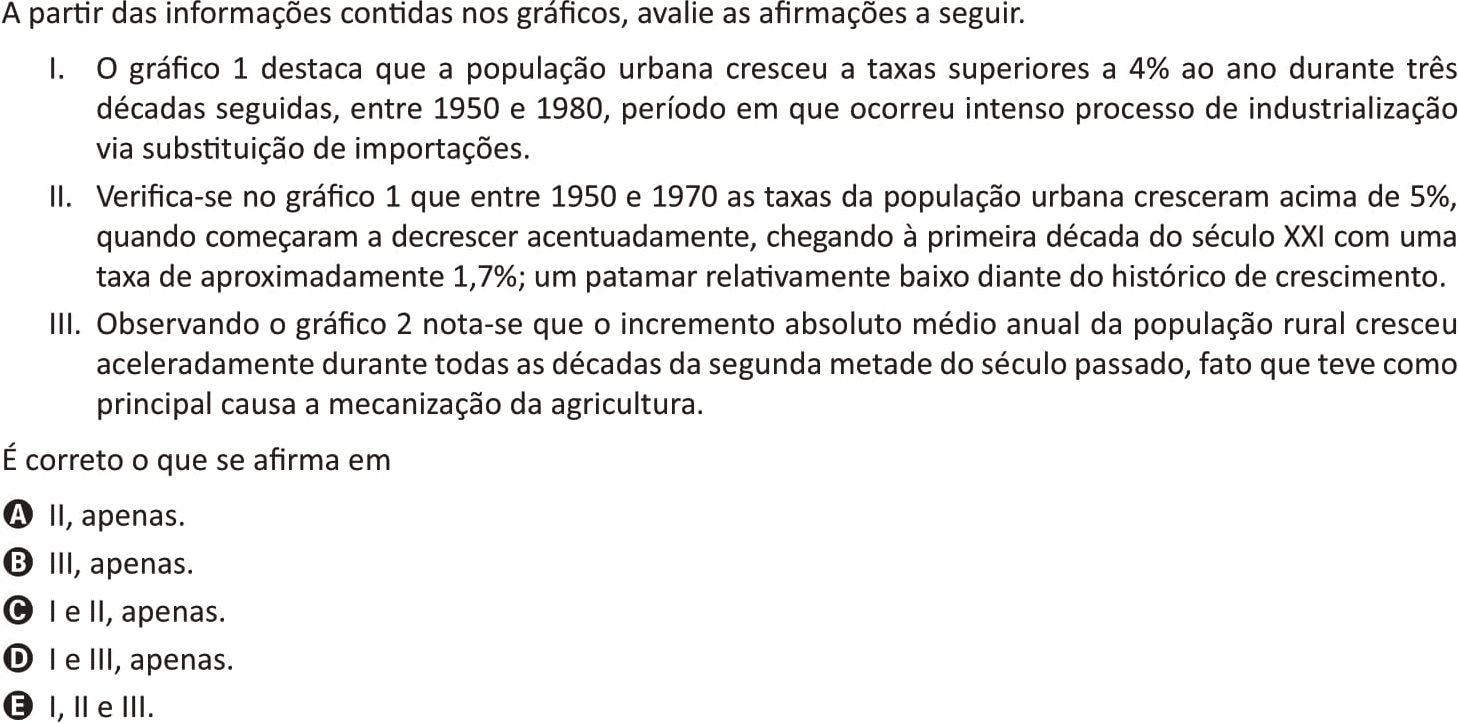 A partir das informações contidas nos gráficos, avalie as afirmações a seguir.
I. O gráfico 1 destaca que a população urbana cresceu a taxas superiores a 4% ao ano durante três
décadas seguidas, entre 1950 e 1980, período em que ocorreu intenso processo de industrialização
via substituição de importações.
II. Verifica-se no gráfico 1 que entre 1950 e 1970 as taxas da população urbana cresceram acima de 5%,
quando começaram a decrescer acentuadamente, chegando à primeira década do século XXI com uma
taxa de aproximadamente 1,7%; um patamar relativamente baixo diante do histórico de crescimento.
III. Observando o gráfico 2 nota-se que o incremento absoluto médio anual da população rural cresceu
aceleradamente durante todas as décadas da segunda metade do século passado, fato que teve como
principal causa a mecanização da agricultura.
É correto o que se afirma em
A II, apenas.
B III, apenas.
C I e II, apenas.
D I e III, apenas.
E I, II e III.